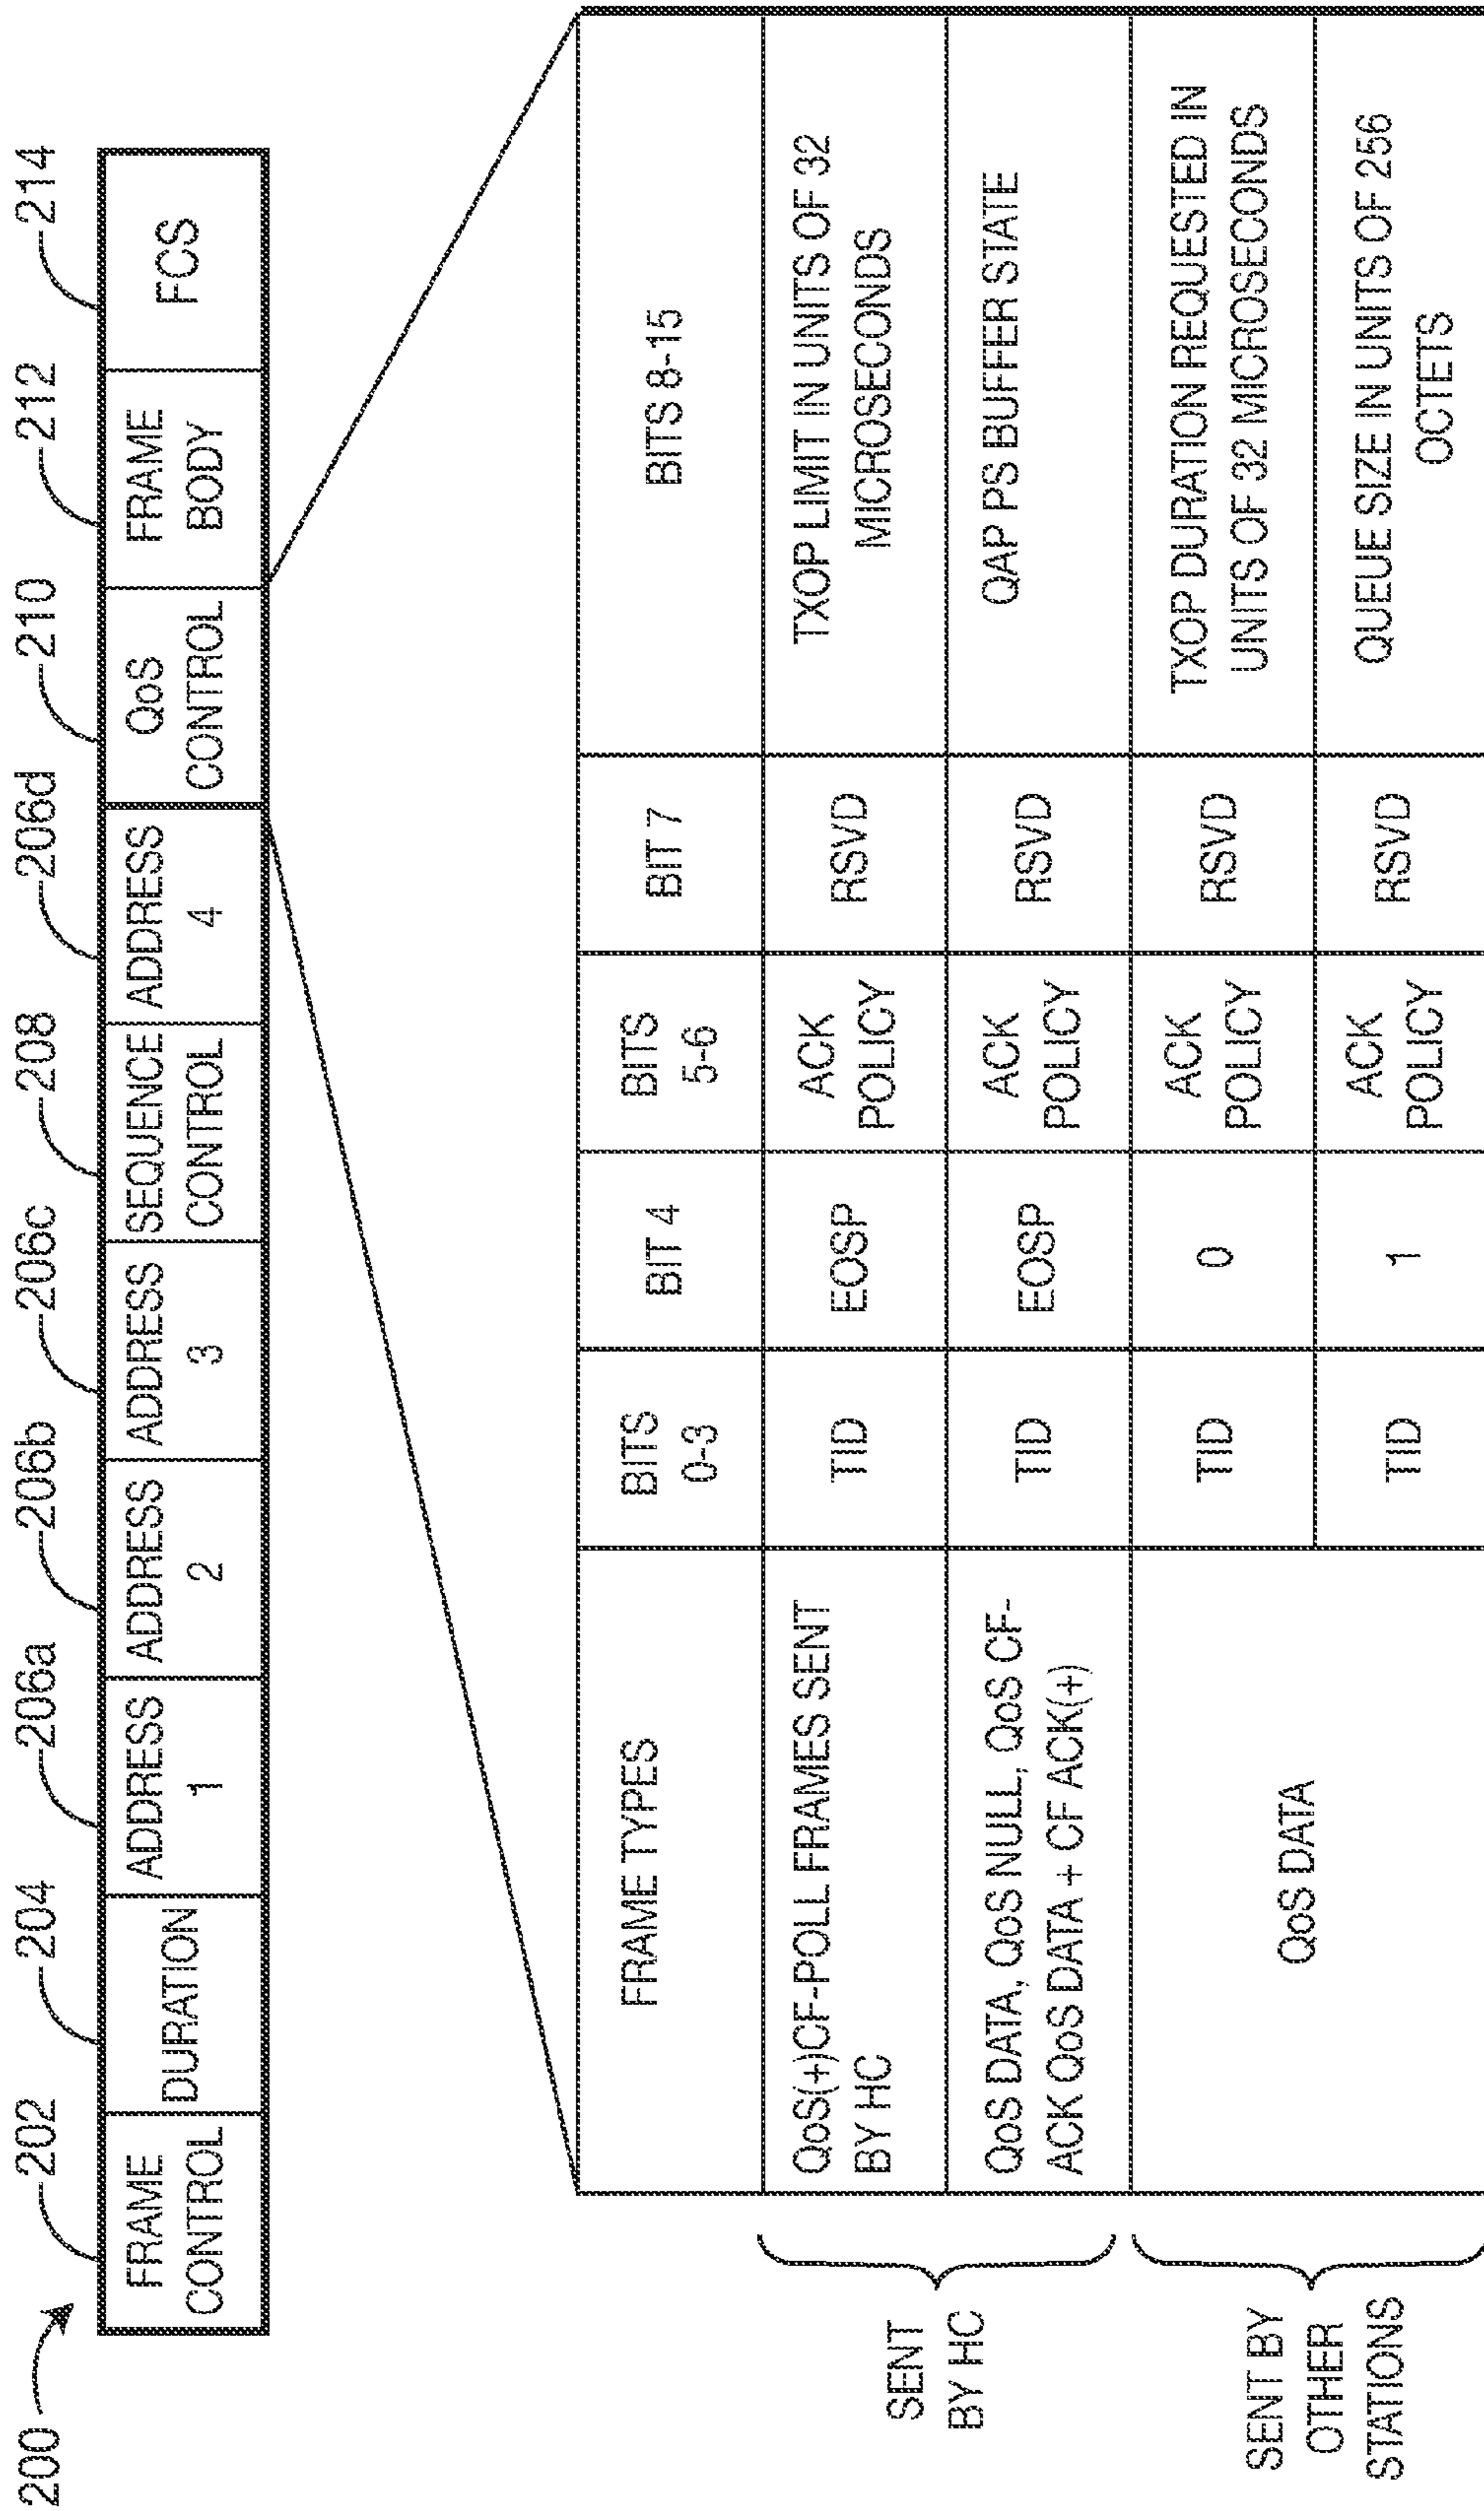 200
202
204
206a
206b
206c
208
206d
210
212
214
FRAME
CONTROL
DURATION
ADDRESS
1
ADDRESS
2
ADDRESS
3
SEQUENCE
CONTROL
ADDRESS
4
QoS
CONTROL
FRAME
BODY
FCS
FRAME TYPES
BITS
0-3
BIT 4
BITS
5-6
BIT 7
BITS 8-15
SENT
BY HC
QoS(+)CF-POLL FRAMES SENT
BY HC
TID
EOSP
ACK
POLICY
RSVD
TXOP LIMIT IN UNITS OF 32
MICROSECONDS
QoS DATA, QoS NULL, QoS CF-
ACK QoS DATA + CF ACK(+)
TID
EOSP
ACK
POLICY
RSVD
QAP PS BUFFER STATE
SENT BY
OTHER
STATIONS
QoS DATA
TID
0
ACK
POLICY
RSVD
TXOP DURATION REQUESTED IN
UNITS OF 32 MICROSECONDS
TID
1
ACK
POLICY
RSVD
QUEUE SIZE IN UNITS OF 256
OCTETS